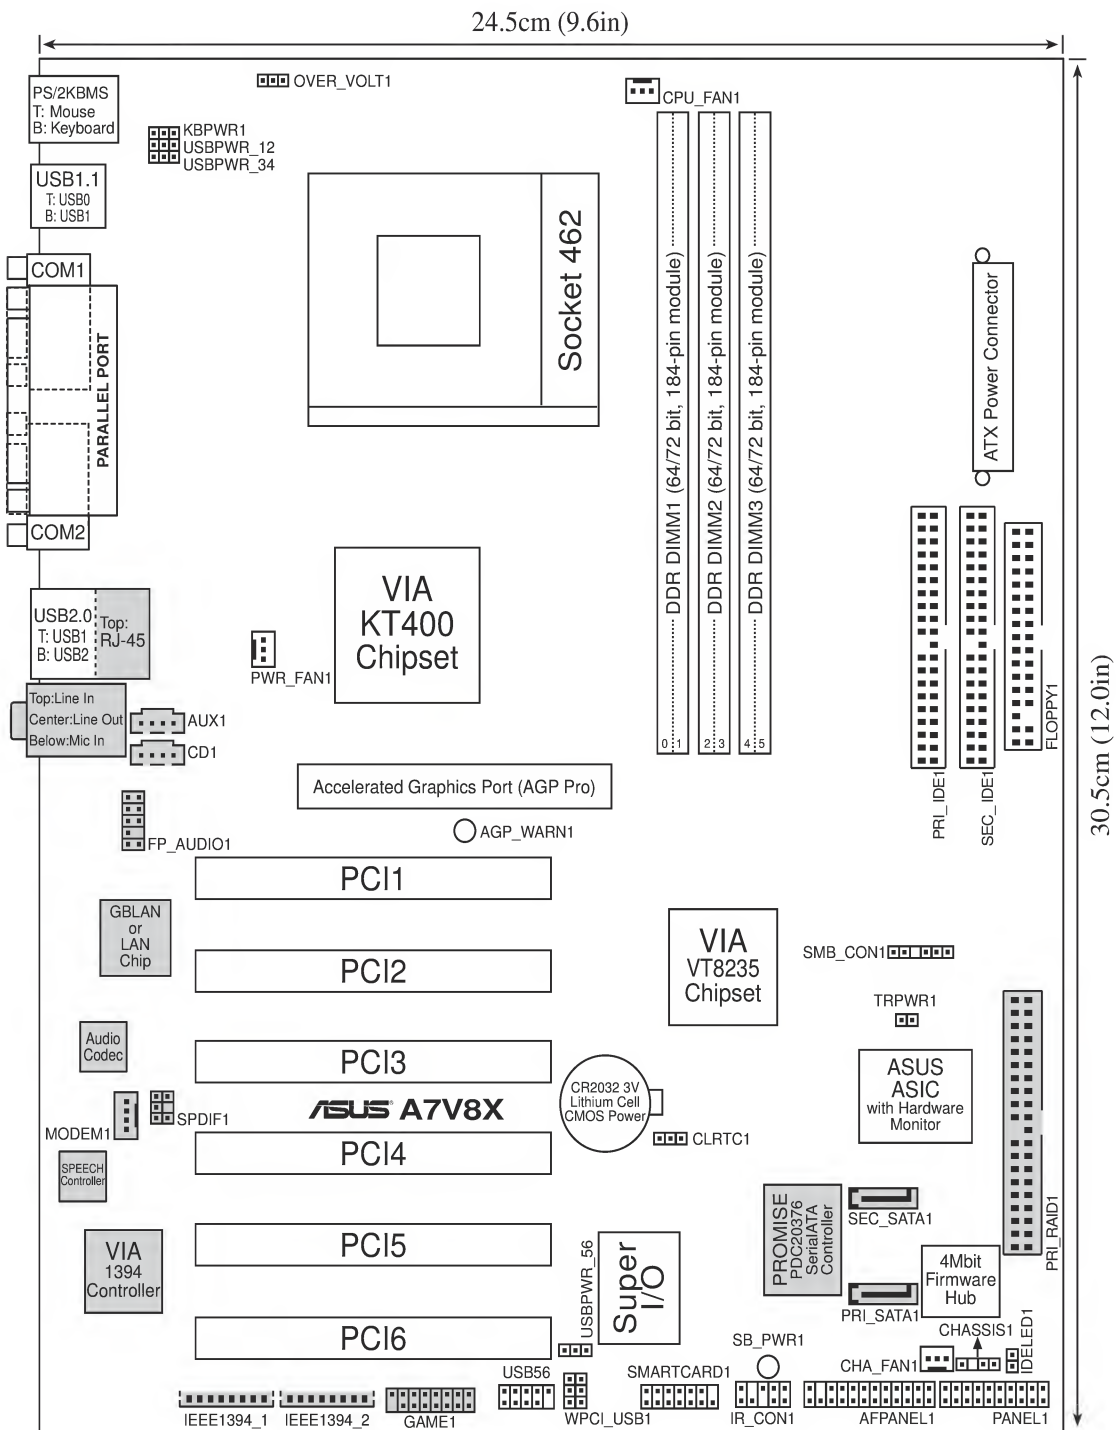 24.5cm (9.6in)
PS/2KBMS
T: Mouse
B: Keyboard
OVER_VOLT1
CPU_FAN1
KBPWR1
USBPWR_12
USBPWR_34
USB1.1
T: USB0
B: USB1
COM1
PARALLEL PORT
COM2
Socket 462
DDR DIMM1 (64/72 bit, 184-pin module)
DDR DIMM2 (64/72 bit, 184-pin module)
DDR DIMM3 (64/72 bit, 184-pin module)
0 1
2 3
4 5
ATX Power Connector
30.5cm (12.0in)
VIA
KT400
Chipset
USB2.0
T: USB1
B: USB2
Top:
RJ-45
PWR_FAN1
Top:Line In
Center:Line Out
Below:Mic In
AUX1
CD1
FLOPPY1
PRI_IDE1
SEC_IDE1
Accelerated Graphics Port (AGP Pro)
FP_AUDIO1
AGP_WARN1
PCI1
GBLAN
or
LAN
Chip
PCI2
VIA
VT8235
Chipset
SMB_CON1
TRPWR1
Audio
Codec
PCI3
ASUS
ASIC
with Hardware
Monitor
CR2032 3V
Lithium Cell
CMOS Power
ASUS® A7V8X
SPDIF1
MODEM1
CLRTC1
PCI4
SPEECH
Controller
PROMISE
PDC20376
SerialATA
Controller
SEC_SATA1
PRI_RAID1
VIA
1394
Controller
PCI5
USBPWR_56
Super
I/O
4Mbit
Firmware
Hub
PRI_SATA1
PCI6
SB_PWR1
CHASSIS1
CHA_FAN1
IDELED1
USB56
SMARTCARD1
IEEE1394_1
IEEE1394_2
GAME1
WPCI_USB1
IR_CON1
AFPANEL1
PANEL1